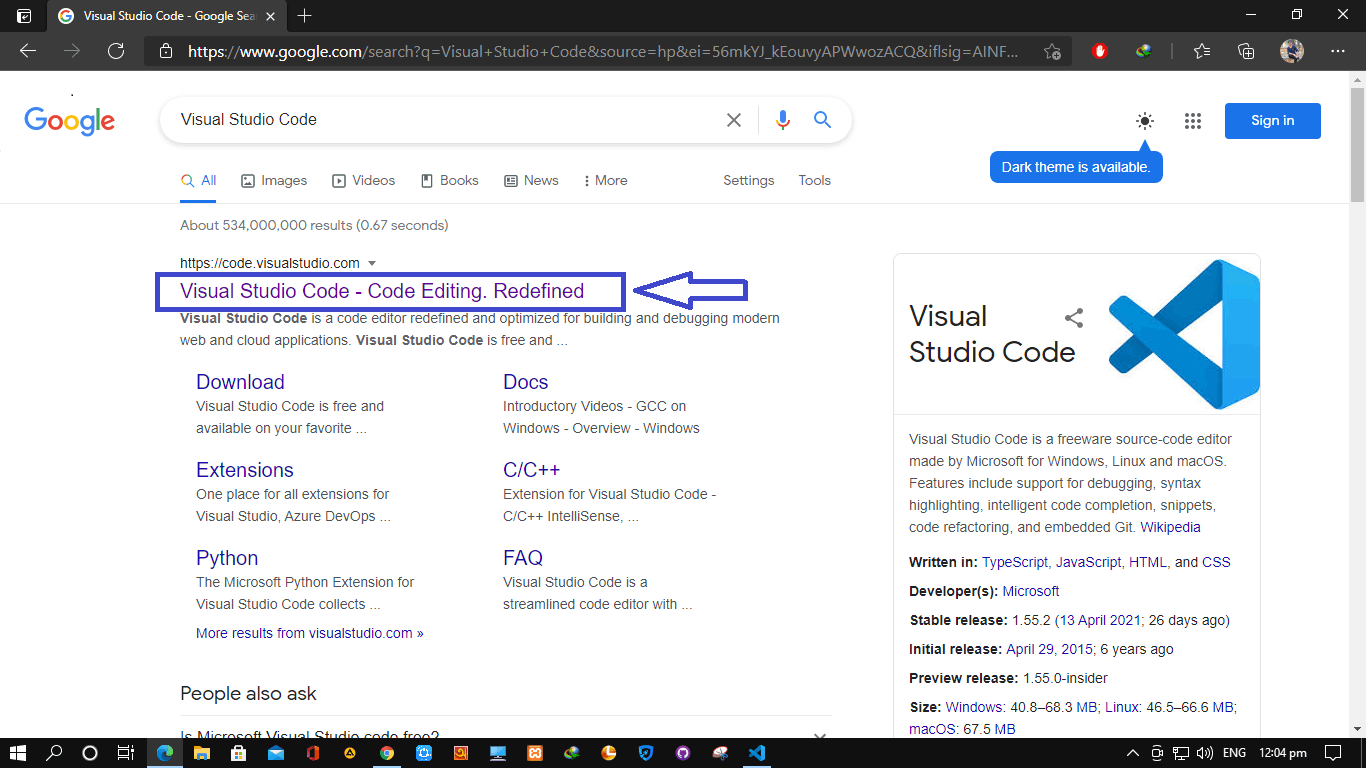 Visual Studio Code - Google Sea
https://www.google.com/search?q=Visual+Studio+Code&source=hp&ei=56mkYJ_kEouvyAPWwozACQ&iflsig=AINF...
Google
Visual Studio Code
Sign in
Dark theme is available.
All
Images
Videos
Books
News
More
Settings
Tools
About 534,000,000 results (0.67 seconds)
https://code.visualstudio.com
Visual Studio Code - Code Editing. Redefined
Visual Studio Code is a code editor redefined and optimized for building and debugging modern
web and cloud applications. Visual Studio Code is free and ...
Download
Visual Studio Code is free and
available on your favorite ...
Docs
Introductory Videos - GCC on
Windows - Overview - Windows
Extensions
One place for all extensions for
Visual Studio, Azure DevOps ...
C/C++
Extension for Visual Studio Code -
C/C++ IntelliSense, ...
Python
The Microsoft Python Extension for
Visual Studio Code collects ...
FAQ
Visual Studio Code is a
streamlined code editor with ...
More results from visualstudio.com »
People also ask
Is Microsoft Visual Studio code free?
Visual
Studio Code
Visual Studio Code is a freeware source-code editor
made by Microsoft for Windows, Linux and macOS.
Features include support for debugging, syntax
highlighting, intelligent code completion, snippets,
code refactoring, and embedded Git. Wikipedia
Written in: TypeScript, JavaScript, HTML, and CSS
Developer(s): Microsoft
Stable release: 1.55.2 (13 April 2021; 26 days ago)
Initial release: April 29, 2015; 6 years ago
Preview release: 1.55.0-insider
Size: Windows: 40.8–68.3 MB; Linux: 46.5–66.6 MB;
macOS: 67.5 MB
ENG
12:04 pm